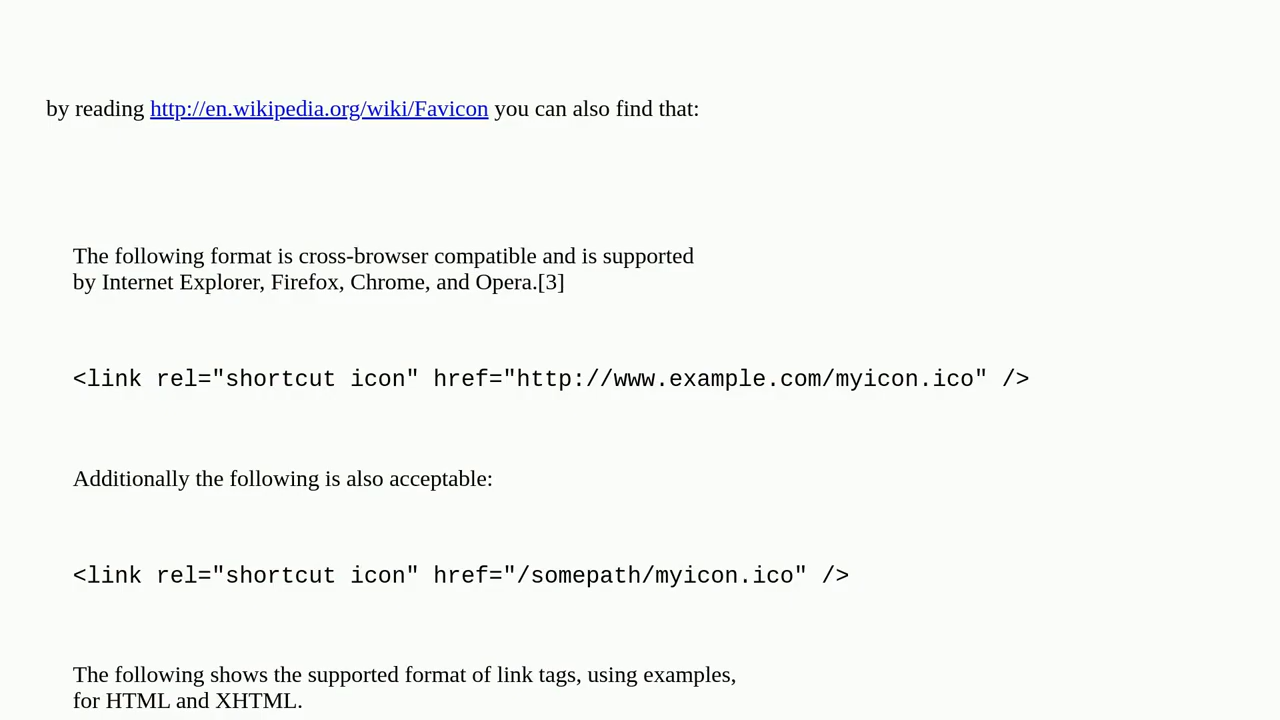 by reading http://en.wikipedia.org/wiki/Favicon you can also find that:
The following format is cross-browser compatible and is supported
by Internet Explorer, Firefox, Chrome, and Opera.[3]
<link rel="shortcut icon" href="http://www.example.com/myicon.ico" />
Additionally the following is also acceptable:
<link rel="shortcut icon" href="/somepath/myicon.ico" />
The following shows the supported format of link tags, using examples,
for HTML and XHTML.